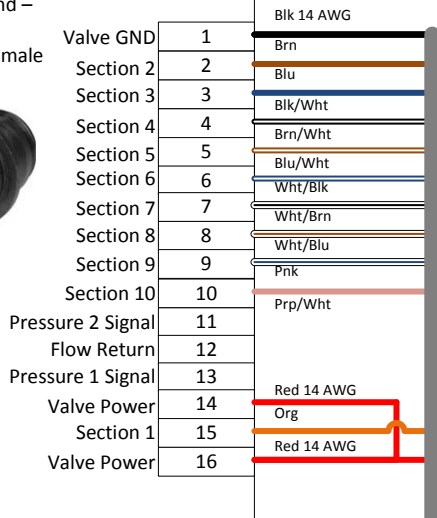 nd –
male
Blk 14 AWG
Valve GND 1
Brn
Section 2 2
Blu
Section 3 3
Blk/Wht
Section 4 4
Brn/Wht
Section 5 5
Blu/Wht
Section 6 6
Wht/Blk
Section 7 7
Wht/Brn
Section 8 8
Wht/Blu
Section 9 9
Pnk
Section 10 10
Prp/Wht
Pressure 2 Signal 11
Flow Return 12
Pressure 1 Signal 13
Red 14 AWG
Valve Power 14
Org
Section 1 15
Red 14 AWG
Valve Power 16